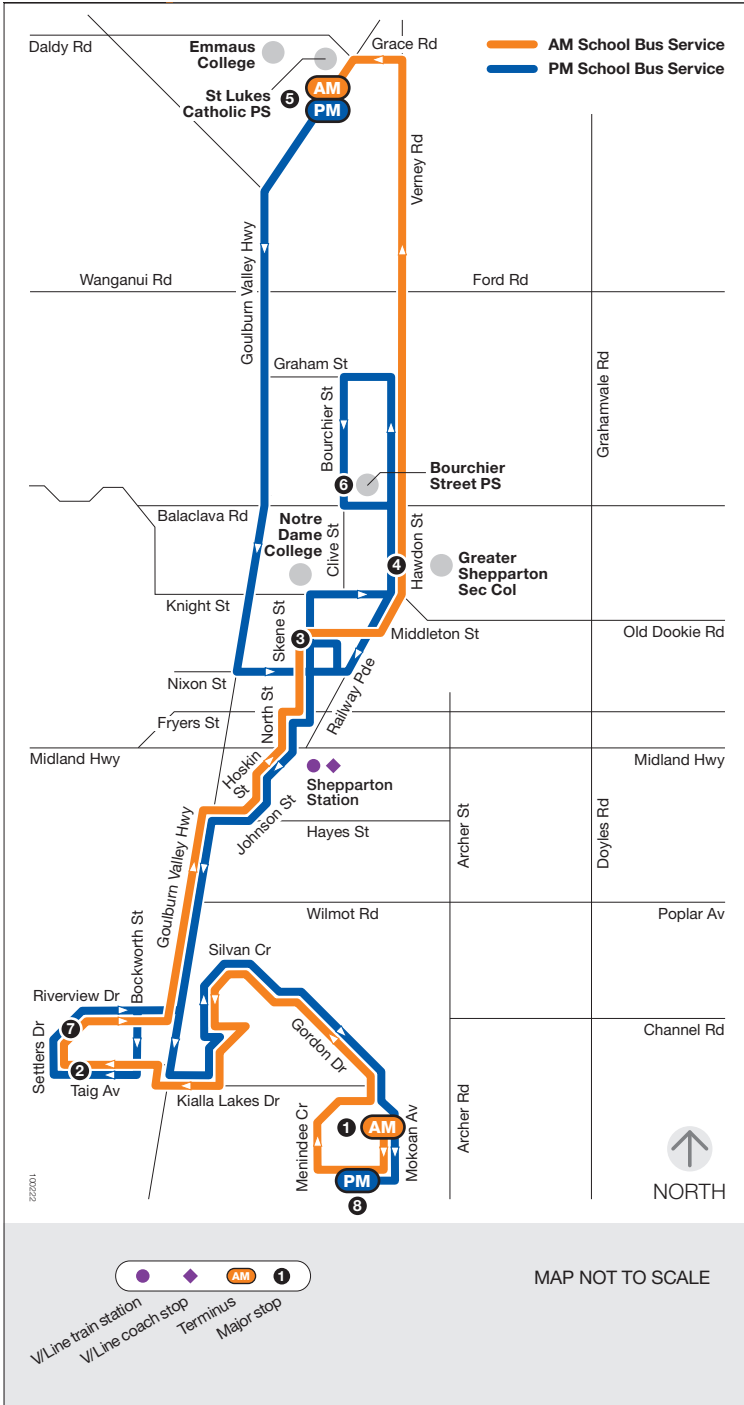 Daldy Rd
Emmaus
College
Grace Rd
AM School Bus Service
PM School Bus Service
St Lukes
Catholic PS
5
AM
PM
Verney Rd
Goulburn Valley Hwy
Wanganui Rd
Ford Rd
Grahamvale Rd
Graham St
Bourchier St
6
Bourchier
Street PS
Balaclava Rd
Notre
Dame
College
Clive St
Hawdon St
4
Greater
Shepparton
Sec Col
Knight St
Skene St
3
Middleton St
Old Dookie Rd
Nixon St
Railway Pde
North St
Fryers St
Midland Hwy
Midland Hwy
Hoskin
St
Shepparton
Station
Johnson St
Hayes St
Archer St
Doyles Rd
Goulburn Valley Hwy
Wilmot Rd
Poplar Av
Bockworth St
Silvan Cr
Riverview Dr
7
Settlers Dr
2
Taig Av
Gordon Dr
Channel Rd
Kialla Lakes Dr
Menindee Cr
1
AM
Mokoan Av
Archer Rd
PM
8
NORTH
100222
AM
1
V/Line train station
V/Line coach stop
Terminus
Major stop
MAP NOT TO SCALE